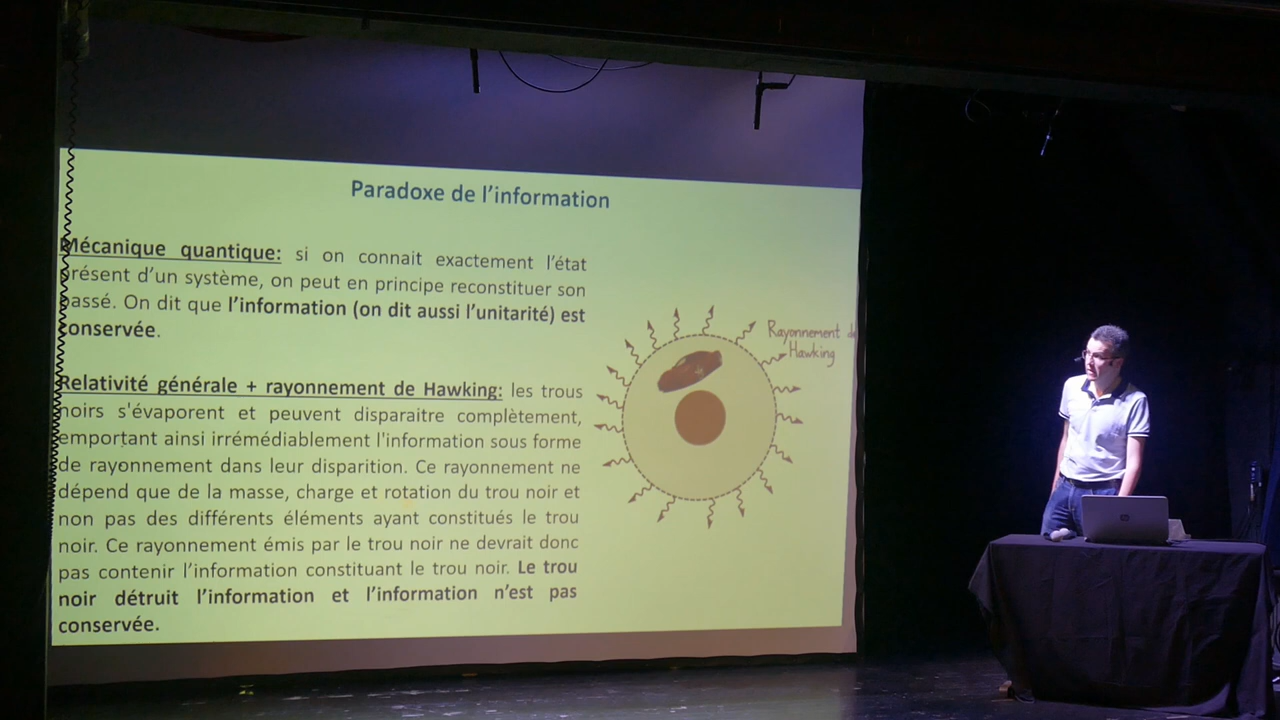 Paradoxe de l'information
Mécanique quantique: si on connait exactement l'état
présent d'un système, on peut en principe reconstituer son
passé. On dit que l'information (on dit aussi l'unitarité) est
conservée.
Relativité générale + rayonnement de Hawking: les trous
noirs s'évaporent et peuvent disparaitre complètement,
emportant ainsi irrémédiablement l'information sous forme
de rayonnement dans leur disparition. Ce rayonnement ne
dépend que de la masse, charge et rotation du trou noir et
non pas des différents éléments ayant constitués le trou
noir. Ce rayonnement émis par le trou noir ne devrait donc
pas contenir l'information constituant le trou noir. Le trou
noir détruit l'information et l'information n'est pas
conservée.
Rayonnement de
Hawking